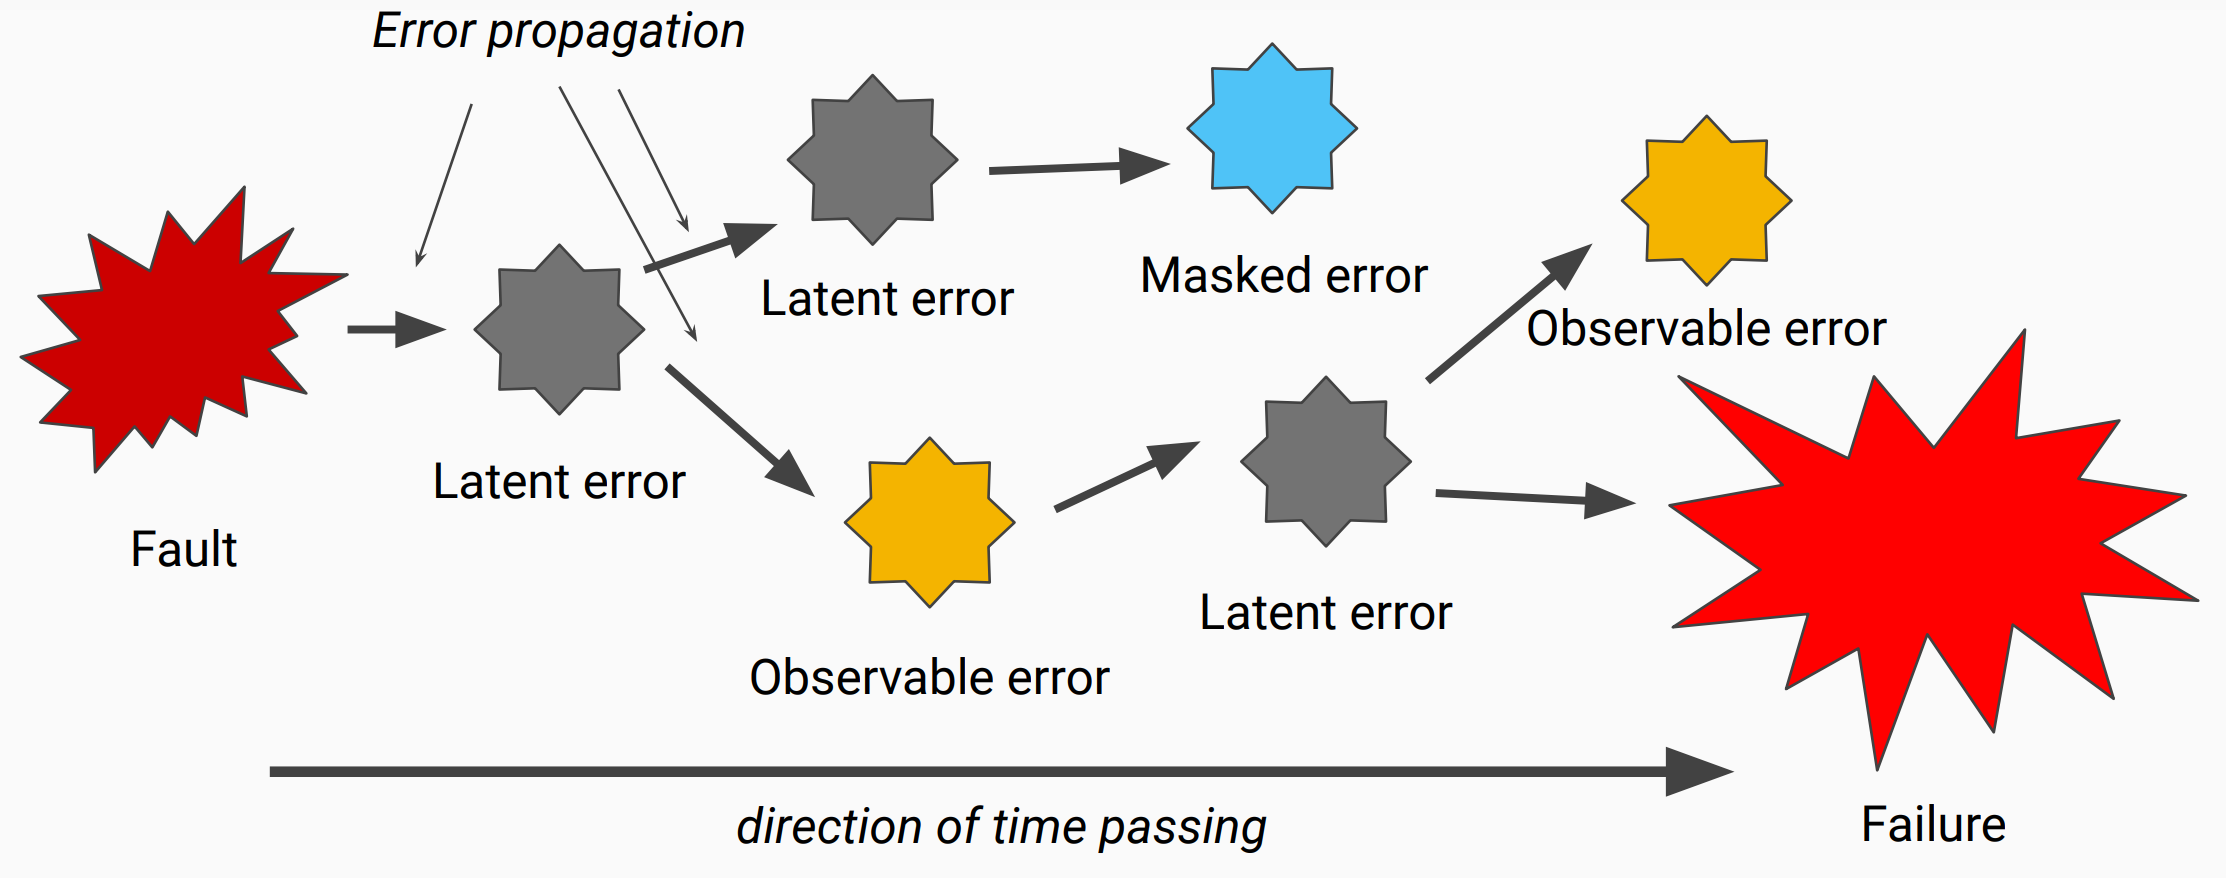 Error propagation
Latent error
Masked error
Observable error
Latent error
Fault
Latent error
Observable error
direction of time passing
Failure